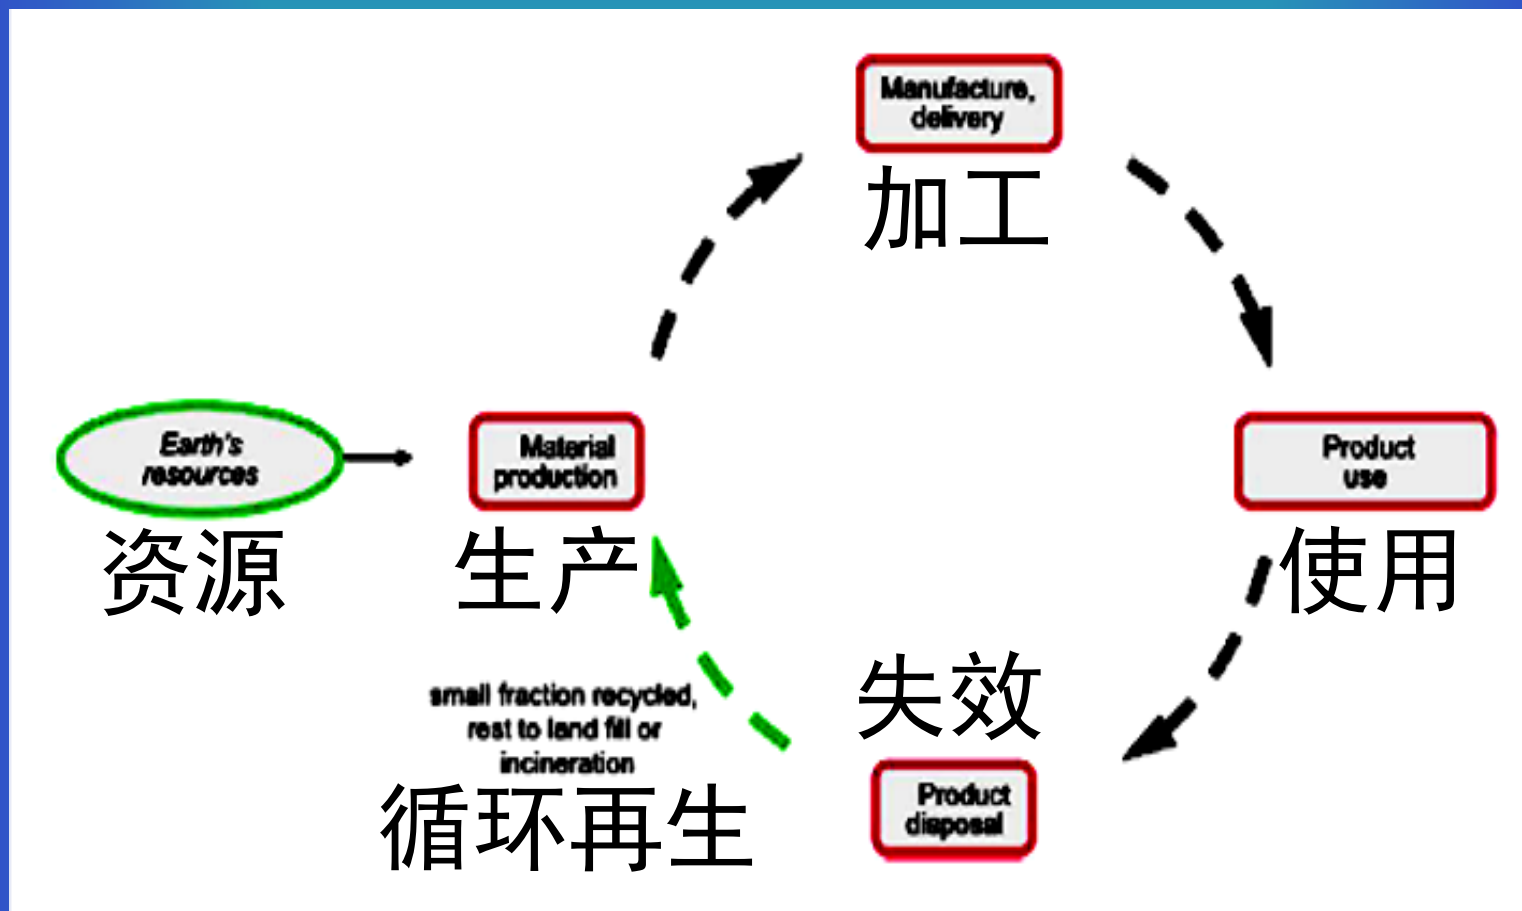 Manufacture,
delivery
加工
Earth's
resources
资源
Material
production
生产
Product
use
使用
失效
Product
disposal
small fraction recycled,
rest to land fill or
incineration
循环再生